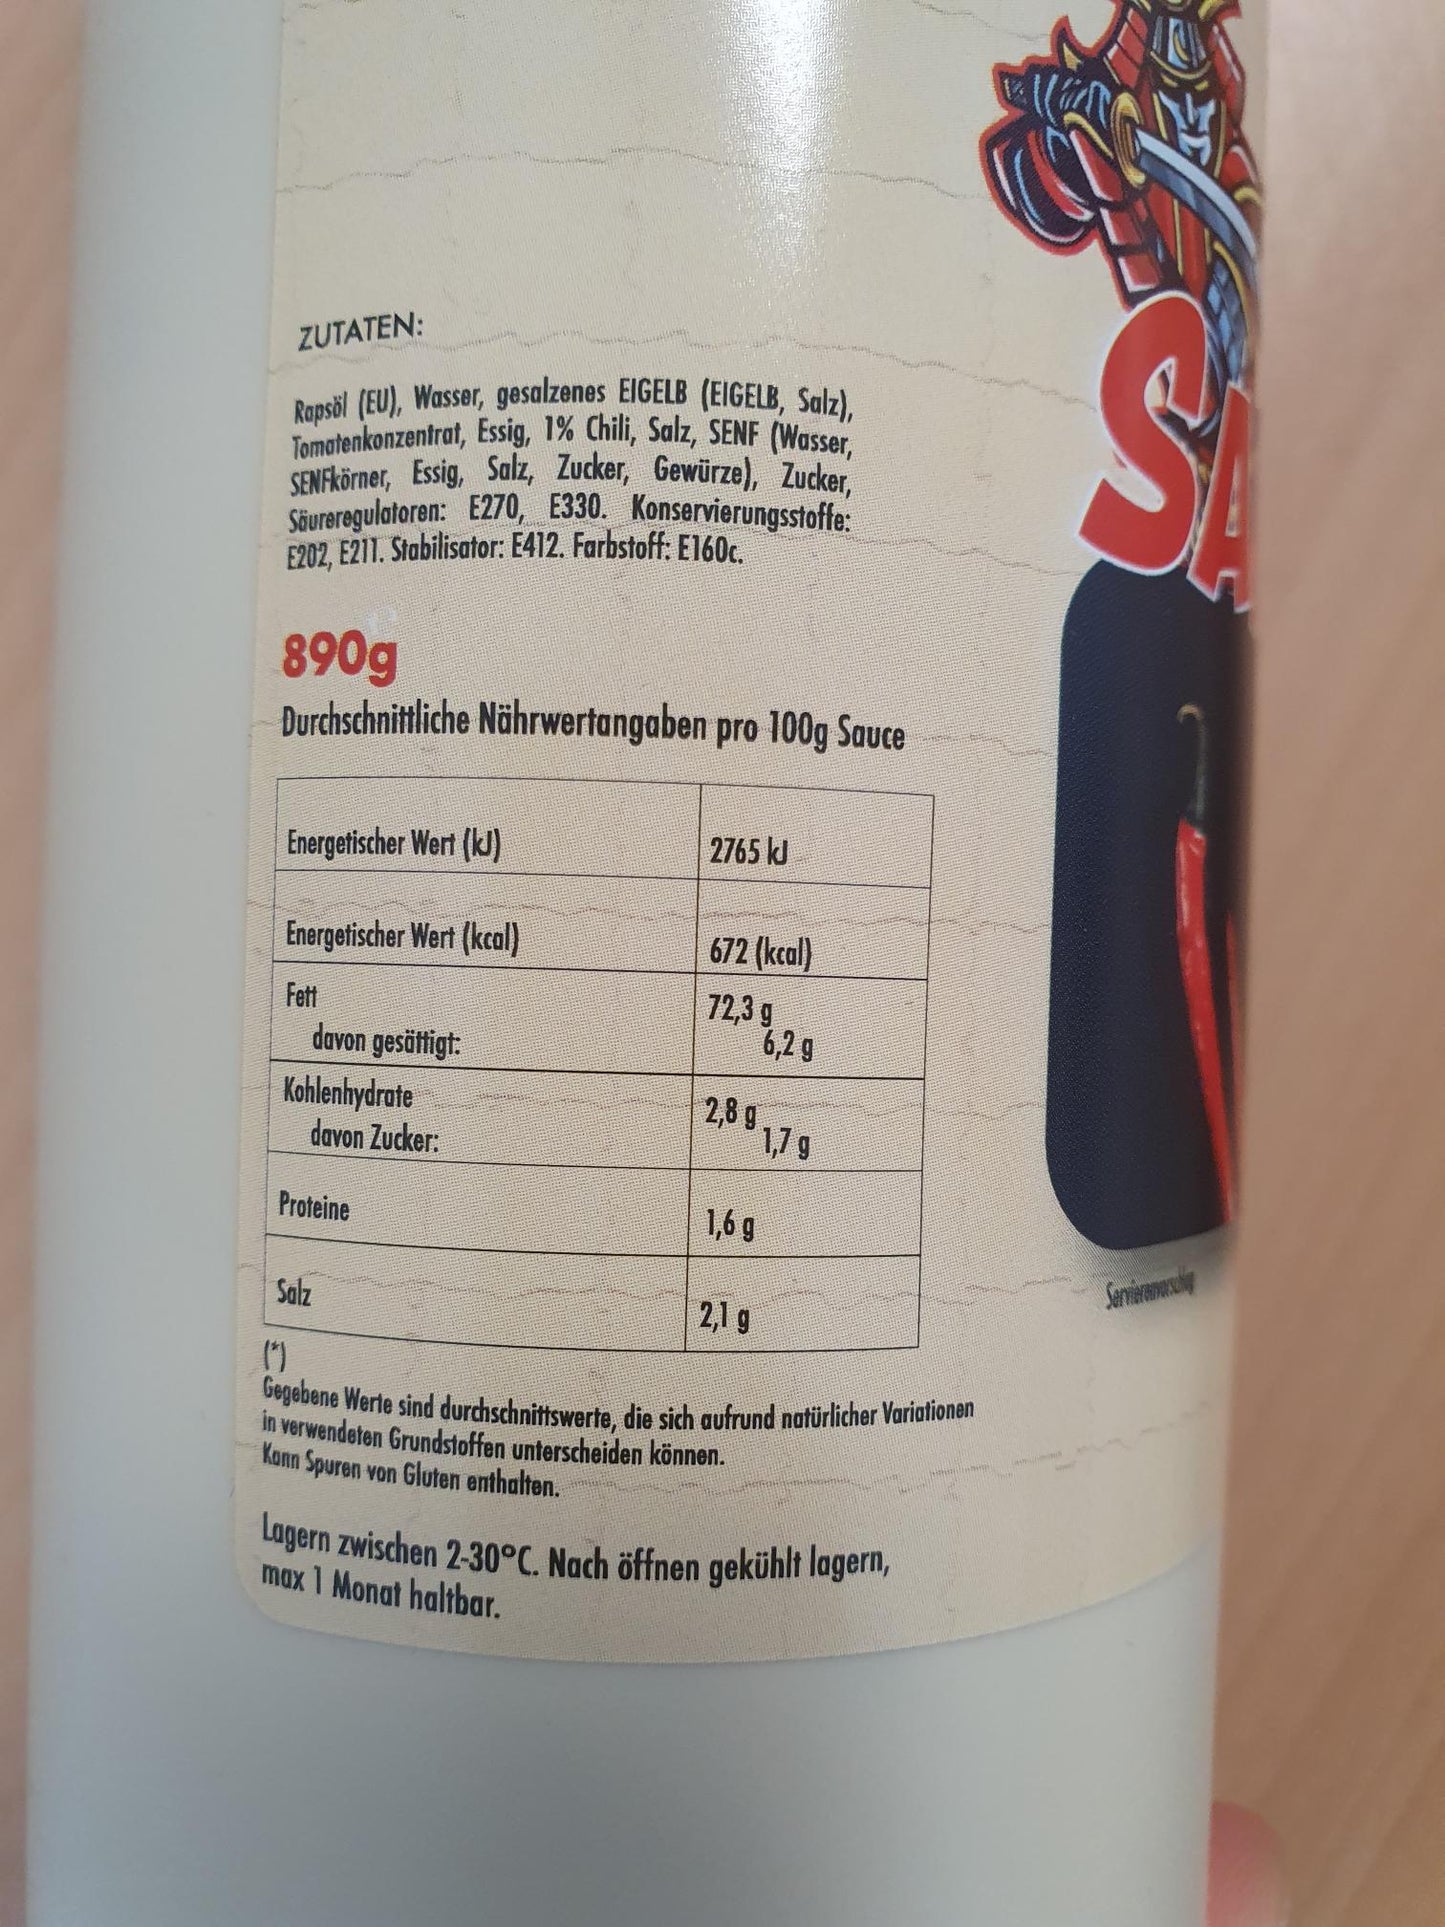 ZUTATEN:
Rapsöl (EU), Wasser, gesalzenes EIGELB (EIGELB, Salz),
Tomatenkonzentrat, Essig, 1% Chili, Salz, SENF (Wasser,
SENFkörner, Essig, Salz, Zucker, Gewürze), Zucker,
Säureregulatoren: E270, E330. Konservierungsstoffe:
E202, E211. Stabilisator: E412. Farbstoff: E160c.
890g
Durchschnittliche Nährwertangaben pro 100g Sauce
Energetischer Wert (kJ) 2765 kJ
Energetischer Wert (kcal) 672 (kcal)
Fett 72,3 g
davon gesättigt: 6,2 g
Kohlenhydrate 2,8 g
davon Zucker: 1,7 g
Proteine 1,6 g
Salz 2,1 g
(*)
Gegebene Werte sind durchschnittswerte, die sich aufrund natürlicher Variationen
in verwendeten Grundstoffen unterscheiden können.
Kann Spuren von Gluten enthalten.
Lagern zwischen 2-30°C. Nach öffnen gekühlt lagern,
max 1 Monat haltbar.
SA